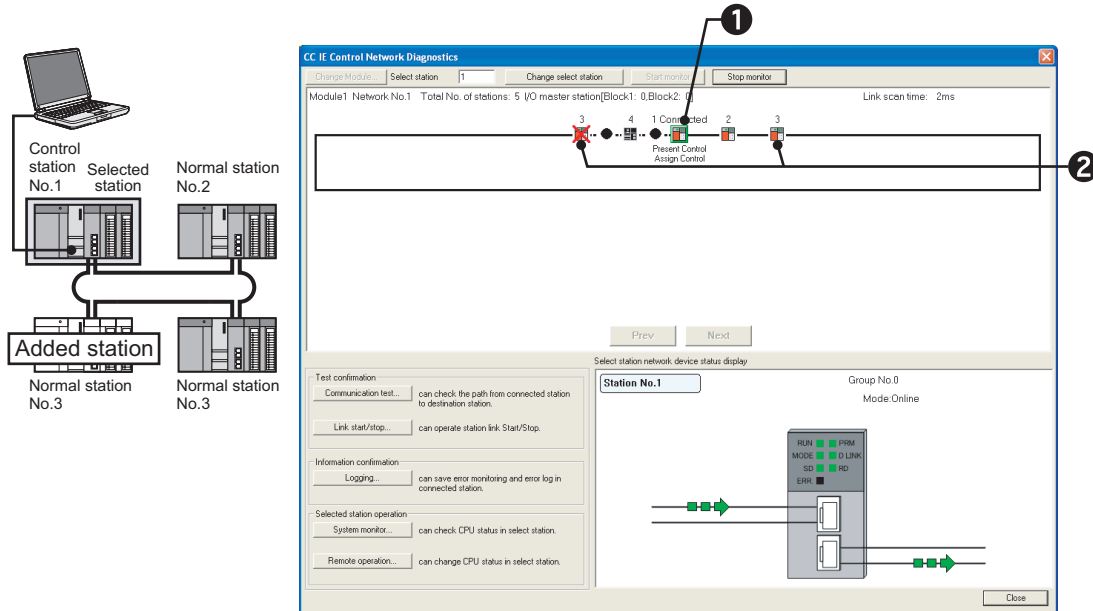 1
CC IE Control Network Diagnostics
Change Module... Select station 1 Change select station Start monitor Stop monitor
Module1 Network No.1 Total No. of stations: 5 I/O master station[Block1: 0,Block2: 0] Link scan time: 2ms
3 4 1 Connected 2 3
Present Control
Assign Control
2
Control
station
No.1
Selected
station
Normal station
No.2
Added station
Normal station
No.3
Normal station
No.3
Prev Next
Select station network device status display
Test confirmation
Communication test... can check the path from connected station
to destination station.
Link start/stop... can operate station link Start/Stop.
Information confirmation
Logging... can save error monitoring and error log in
connected station.
Selected station operation
System monitor... can check CPU status in select station.
Remote operation... can change CPU status in select station.
Station No.1 Group No.0
Mode:Online
RUN PRM
MODE D LINK
SD RD
ERR.
Close